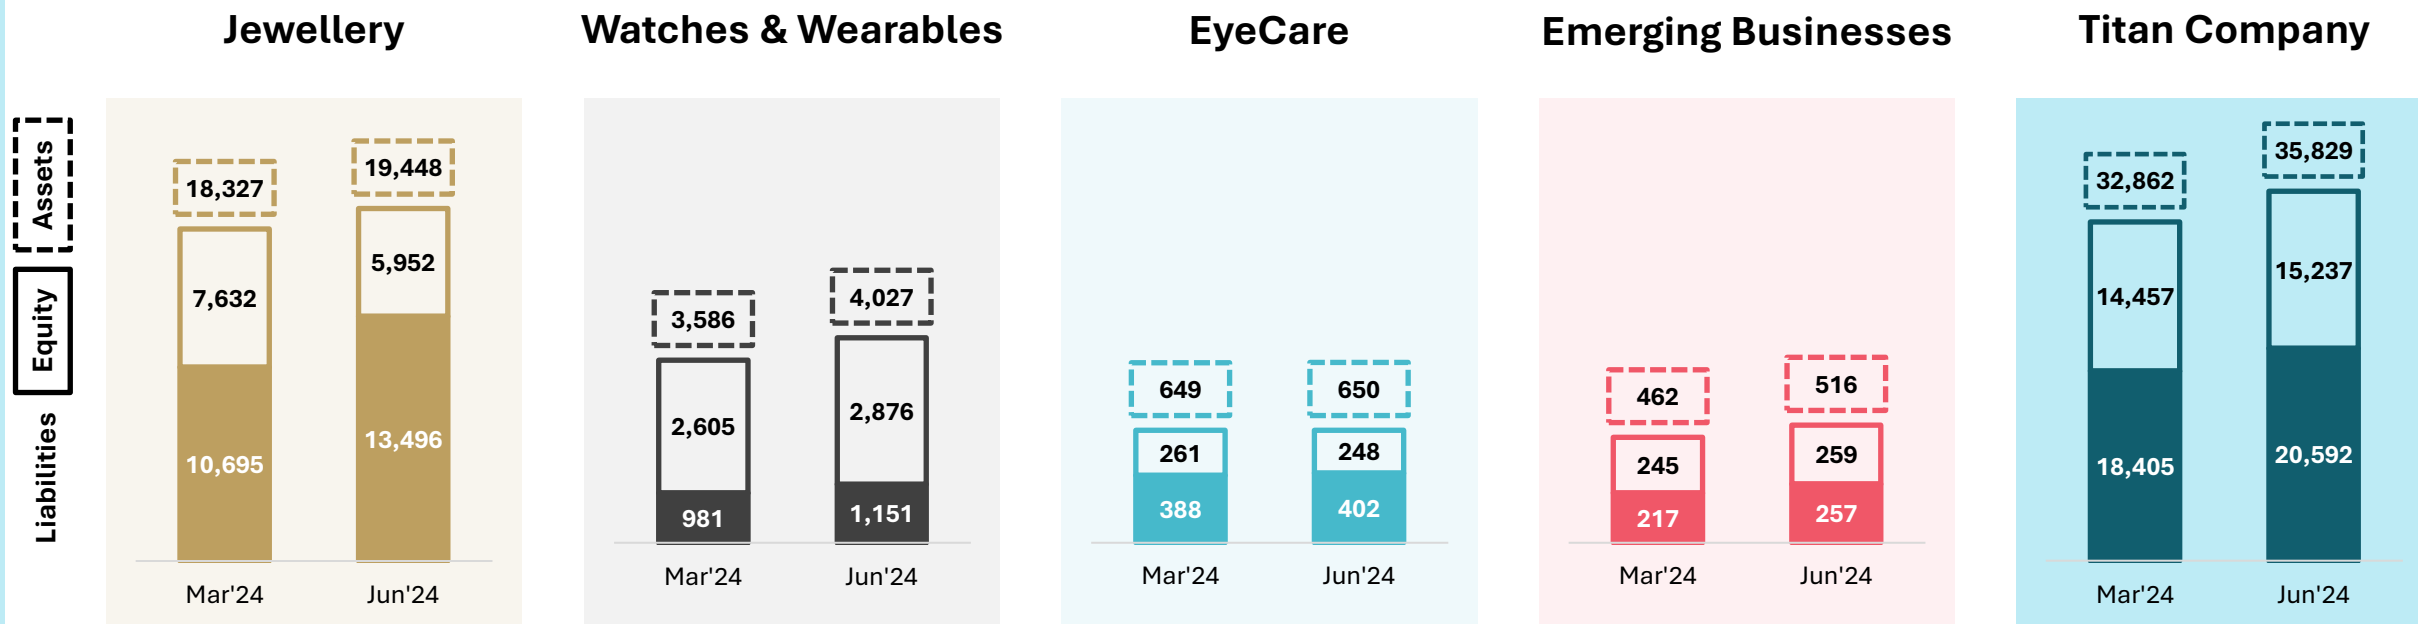 Jewellery
Watches & Wearables
EyeCare
Emerging Businesses
Titan Company
Assets
Equity
Liabilities
18,327
19,448
7,632
5,952
10,695
13,496
Mar'24
Jun'24
3,586
4,027
2,605
2,876
981
1,151
Mar'24
Jun'24
649
650
261
248
388
402
Mar'24
Jun'24
462
516
245
259
217
257
Mar'24
Jun'24
32,862
35,829
14,457
15,237
18,405
20,592
Mar'24
Jun'24